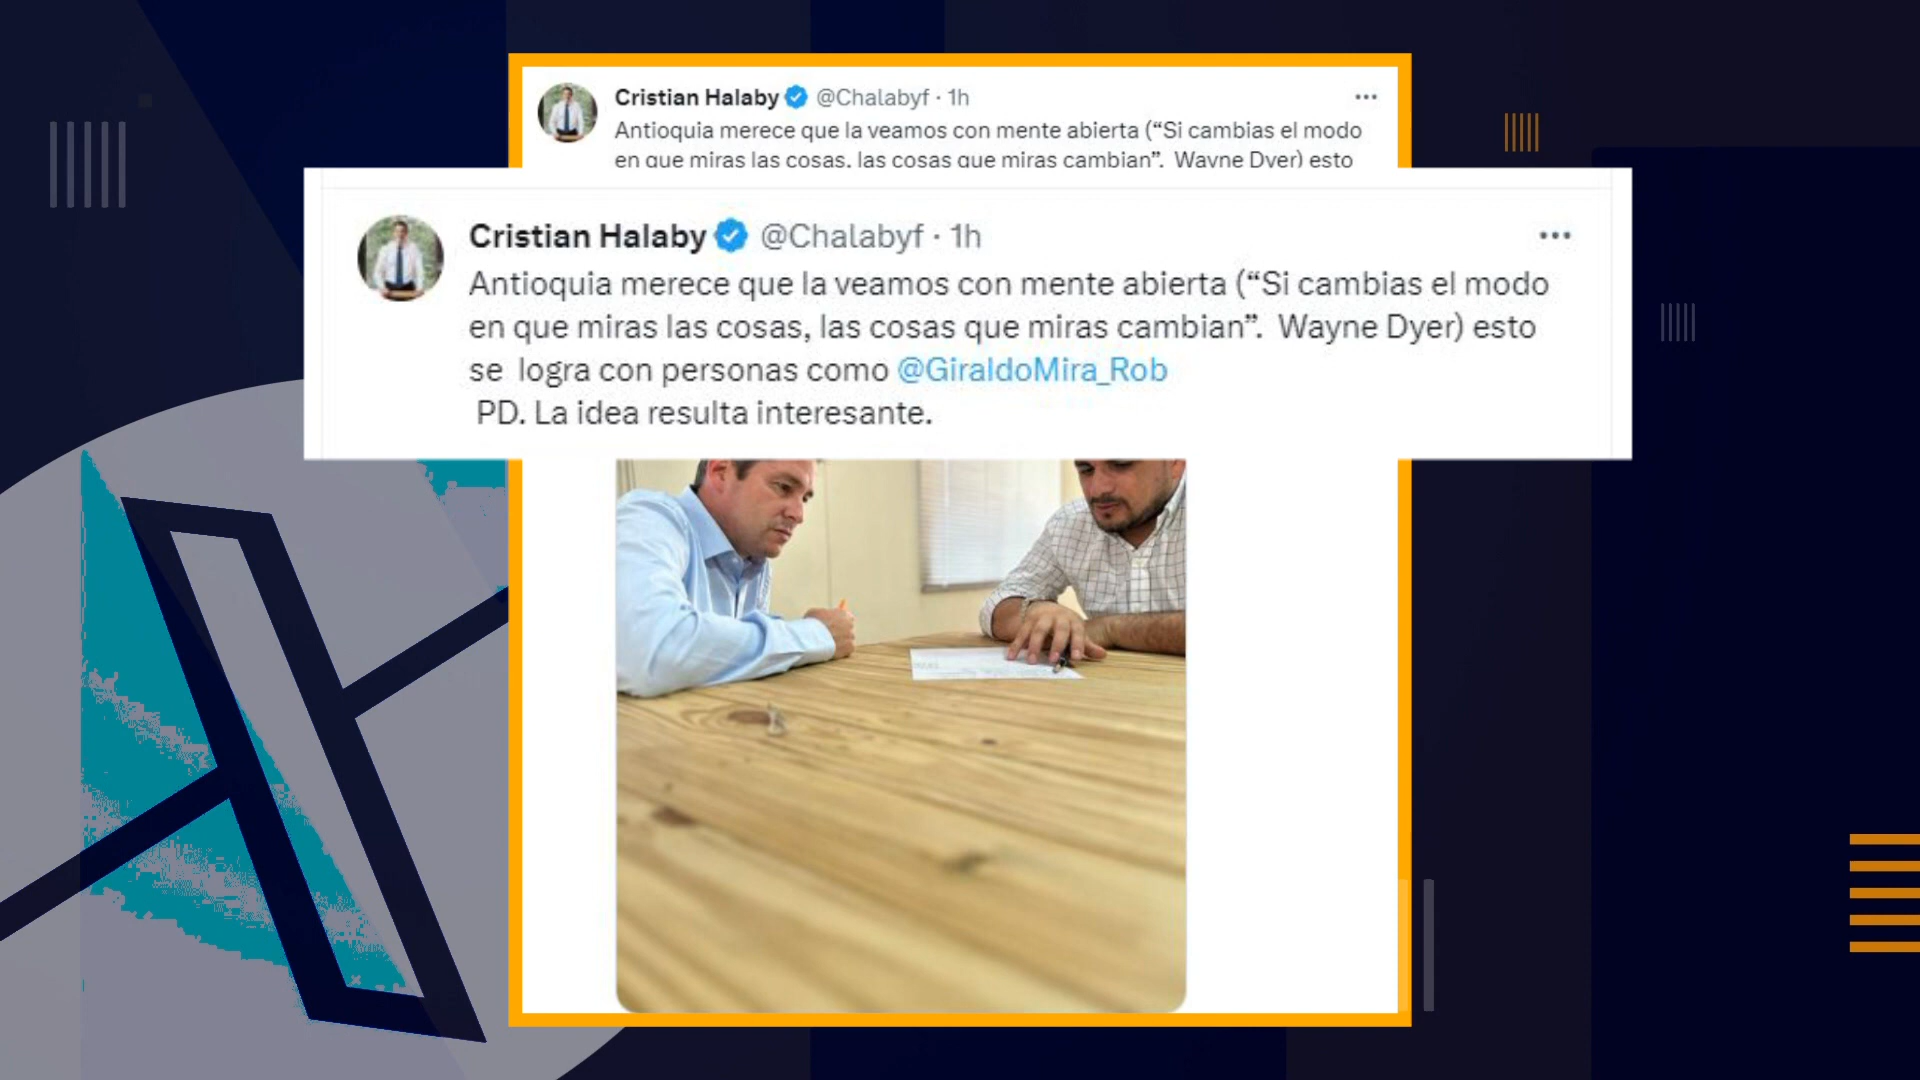 Cristian Halaby @Chalabyf · 1h
Antioquia merece que la veamos con mente abierta (“Si cambias el modo
en que miras las cosas, las cosas que miras cambian”. Wayne Dyer) esto
Cristian Halaby @Chalabyf · 1h
Antioquia merece que la veamos con mente abierta (“Si cambias el modo
en que miras las cosas, las cosas que miras cambian”. Wayne Dyer) esto
se logra con personas como @GiraldoMira_Rob
PD. La idea resulta interesante.